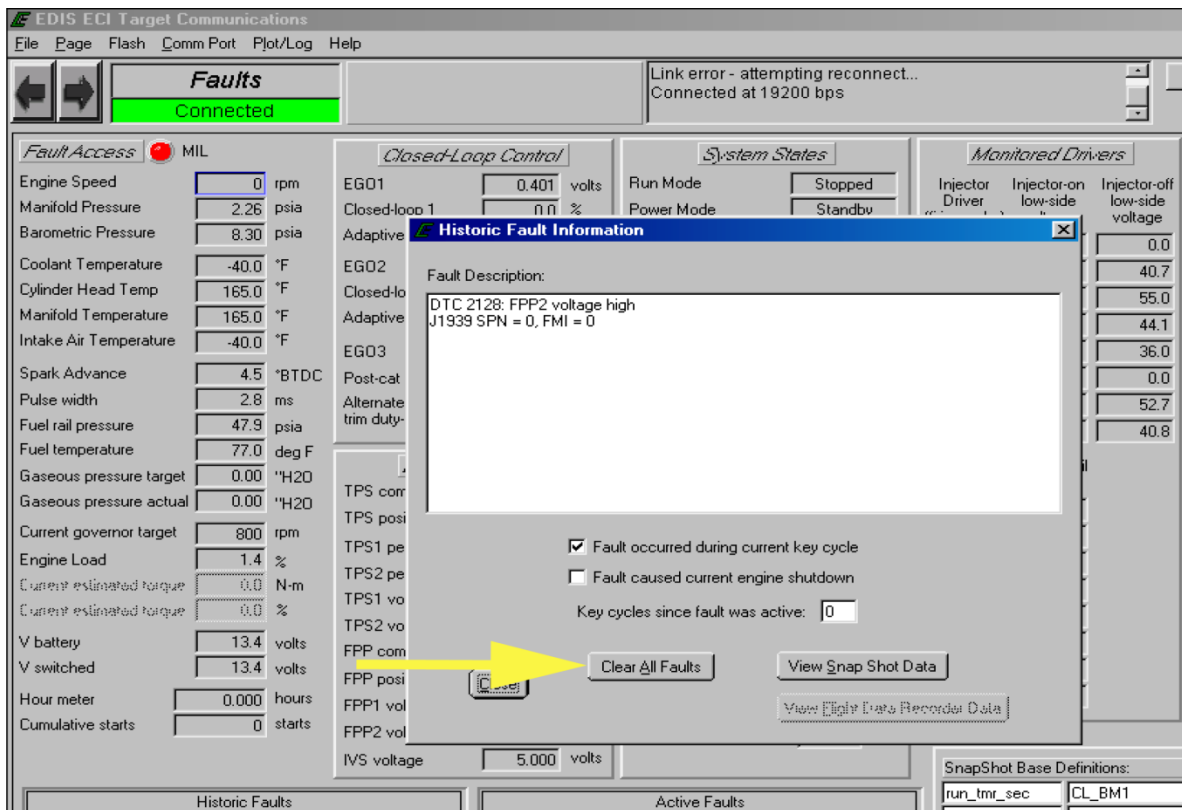 EDIS ECI Target Communications
File Page Flash Comm Port Plot/Log Help
Faults
Connected
Link error - attempting reconnect...
Connected at 19200 bps
Fault Access MIL
Engine Speed 0 rpm
Manifold Pressure 2.26 psia
Barometric Pressure 8.30 psia
Coolant Temperature -40.0 °F
Cylinder Head Temp 165.0 °F
Manifold Temperature 165.0 °F
Intake Air Temperature -40.0 °F
Spark Advance 4.5 °BTDC
Pulse width 2.8 ms
Fuel rail pressure 47.9 psia
Fuel temperature 77.0 deg F
Gaseous pressure target 0.00 "H2O
Gaseous pressure actual 0.00 "H2O
Current governor target 800 rpm
Engine Load 1.4 %
Current estimated torque 0.0 N-m
Current estimated torque 0.0 %
V battery 13.4 volts
V switched 13.4 volts
Hour meter 0.000 hours
Cumulative starts 0 starts
Closed-Loop Control
EGO1 0.401 volts
Closed-loop 1 0.0 %
Adaptive
EGO2
Closed-lo
Adaptive
EGO3
Post-cat
Alternate
trim duty-
TPS com
TPS posi
TPS1 pe
TPS2 pe
TPS1 vo
TPS2 vo
FPP com
FPP posi
FPP1 vol
FPP2 vol
IVS voltage 5.000 volts
System States
Run Mode Stopped
Power Mode Standby
Monitored Drivers
Injector Injector-on Injector-off
Driver low-side low-side
voltage
0.0
40.7
55.0
44.1
36.0
0.0
52.7
40.8
Historic Fault Information
Fault Description:
DTC 2128: FPP2 voltage high
J1939 SPN = 0, FMI = 0
Fault occurred during current key cycle
Fault caused current engine shutdown
Key cycles since fault was active: 0
Clear All Faults View Snap Shot Data
Close
View Flight Data Recorder Data
SnapShot Base Definitions:
run_tmr_sec CL_BM1
Historic Faults Active Faults